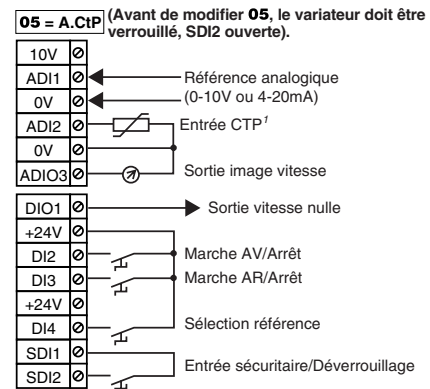 05 = A.CtP (Avant de modifier 05, le variateur doit être
verrouillé, SDI2 ouverte).
10V
ADI1 Référence analogique
0V (0-10V ou 4-20mA)
ADI2 Entrée CTP1
0V
ADIO3 Sortie image vitesse
DIO1 Sortie vitesse nulle
+24V
DI2 Marche AV/Arrêt
DI3 Marche AR/Arrêt
+24V
DI4 Sélection référence
SDI1
Entrée sécuritaire/Déverrouillage
SDI2